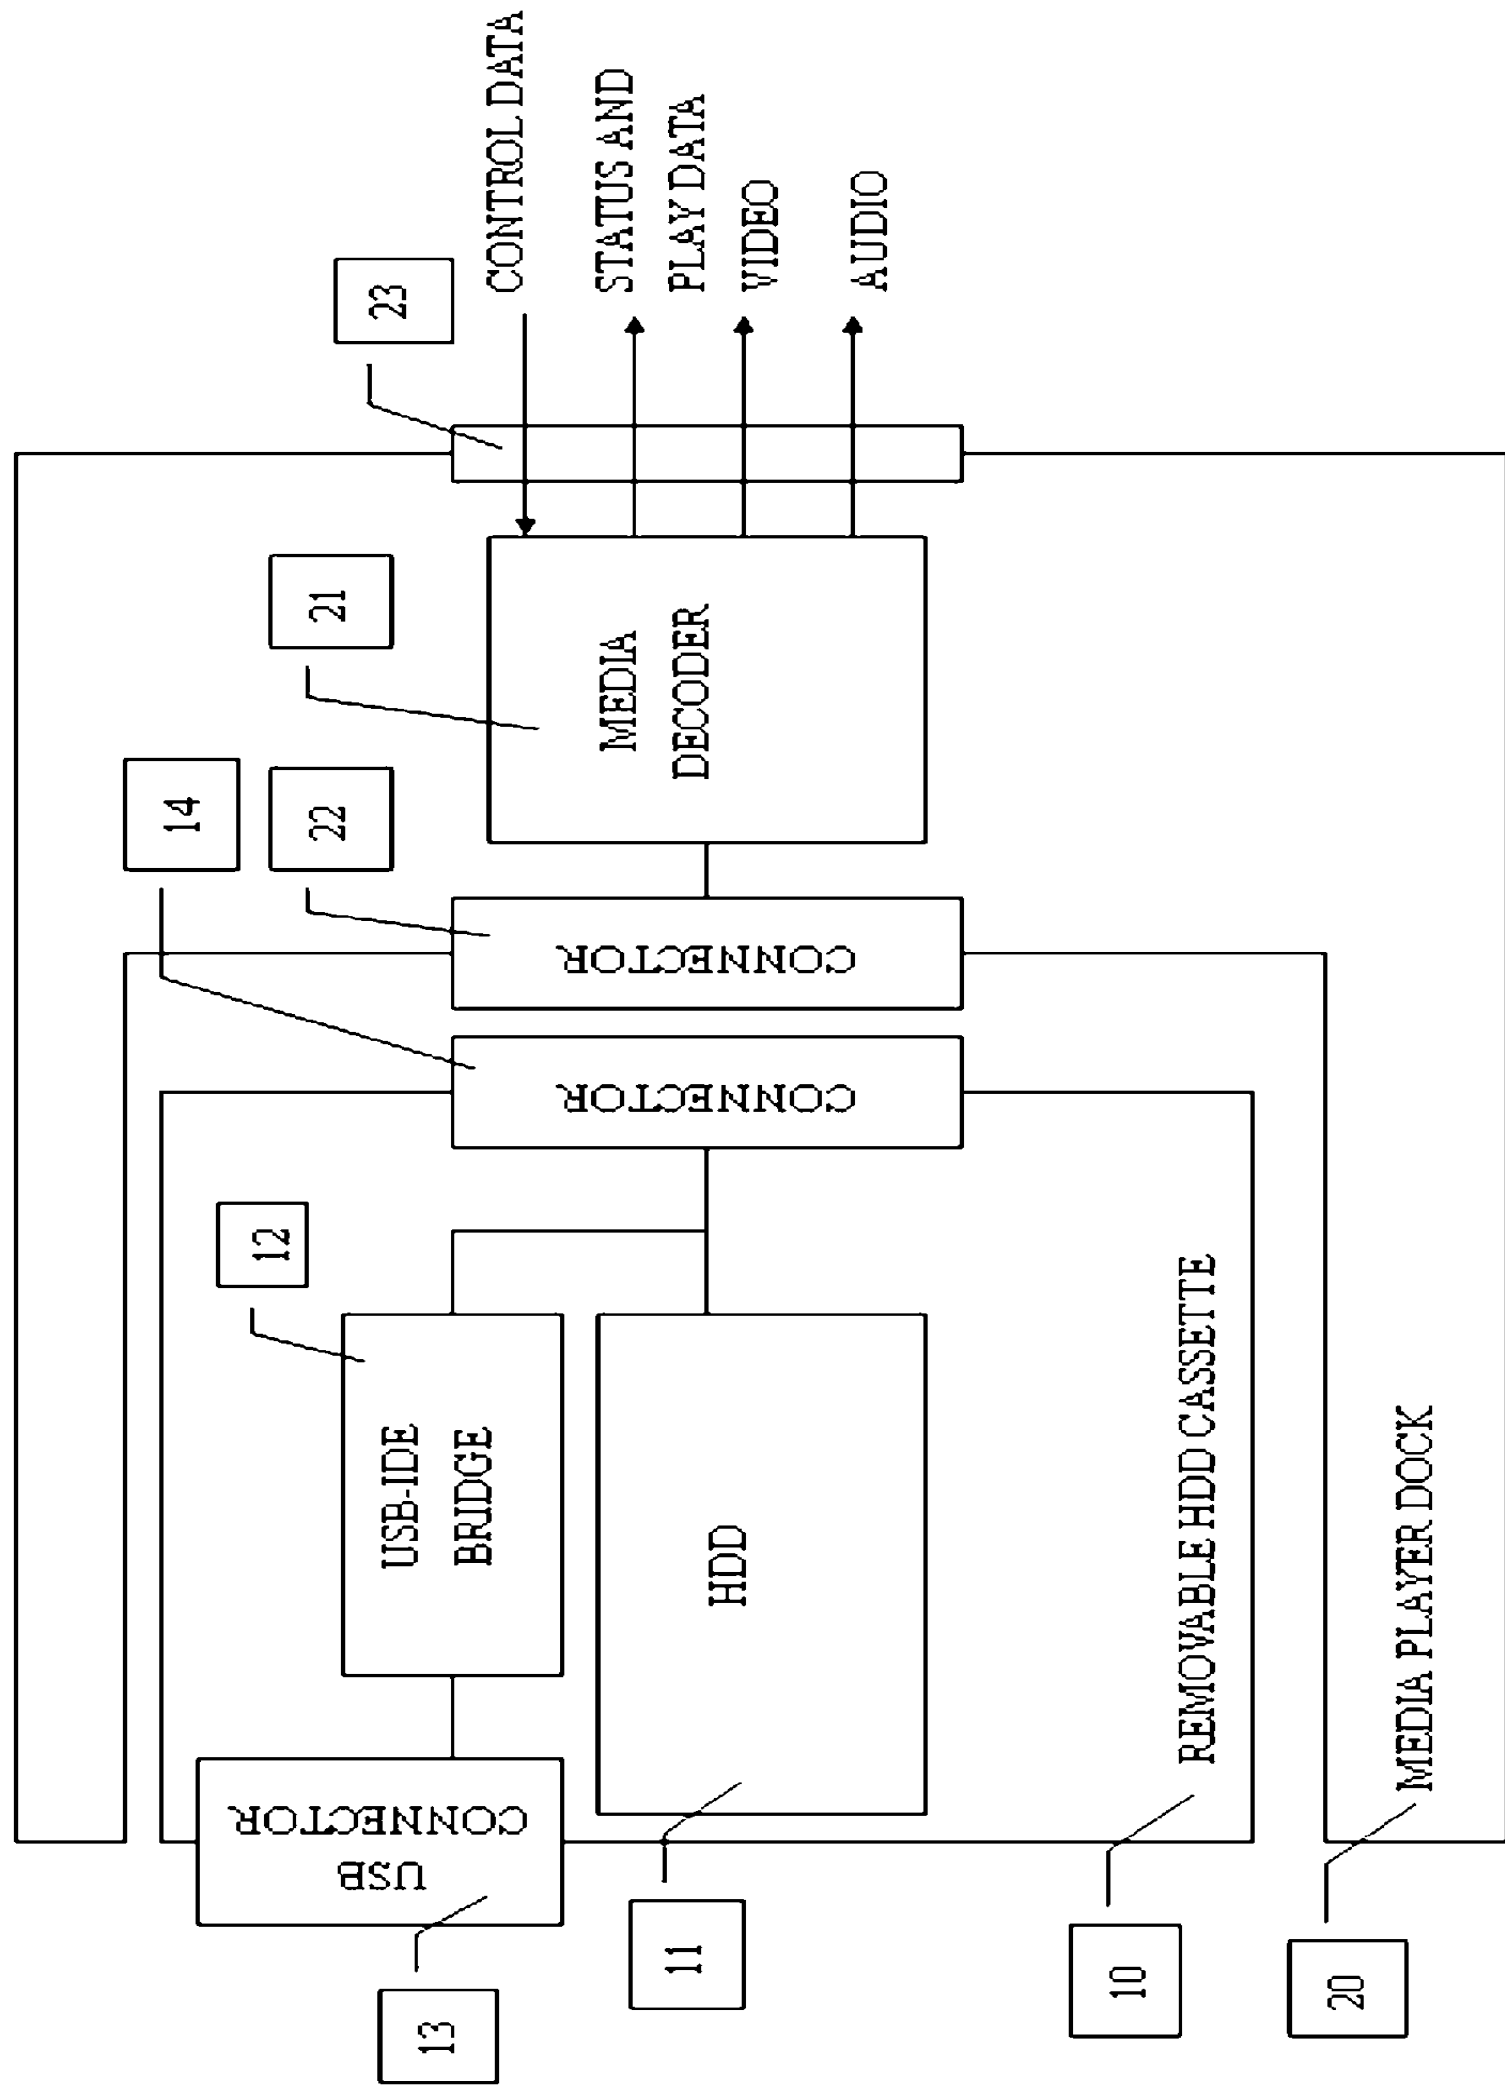 CONTROL DATA
STATUS AND
PLAY DATA
VIDEO
AUDIO
23
21
MEDIA
DECODER
14
22
CONNECTOR
CONNECTOR
12
USB-IDE
BRIDGE
HDD
REMOVABLE HDD CASSETTE
MEDIA PLAYER DOCK
USB
CONNECTOR
13
11
10
20